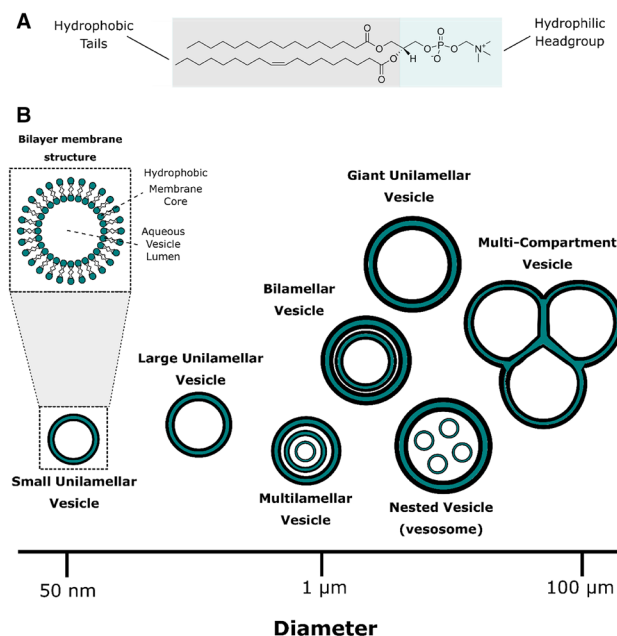 A
Hydrophobic
Tails
O
O
O
O
H
O
P
O
O
O-
N+
Hydrophilic
Headgroup
B
Bilayer membrane
structure
Hydrophobic
Membrane
Core
Aqueous
Vesicle
Lumen
Giant Unilamellar
Vesicle
Multi-Compartment
Vesicle
Bilamellar
Vesicle
Large Unilamellar
Vesicle
Small Unilamellar
Vesicle
Multilamellar
Vesicle
Nested Vesicle
(vesosome)
50 nm
1 μm
100 μm
Diameter